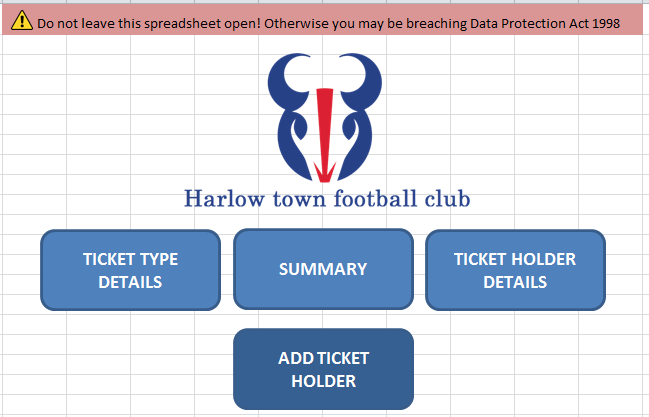 Do not leave this spreadsheet open! Otherwise you may be breaching Data Protection Act 1998
Harlow town football club
TICKET TYPE
DETAILS
SUMMARY
TICKET HOLDER
DETAILS
ADD TICKET
HOLDER